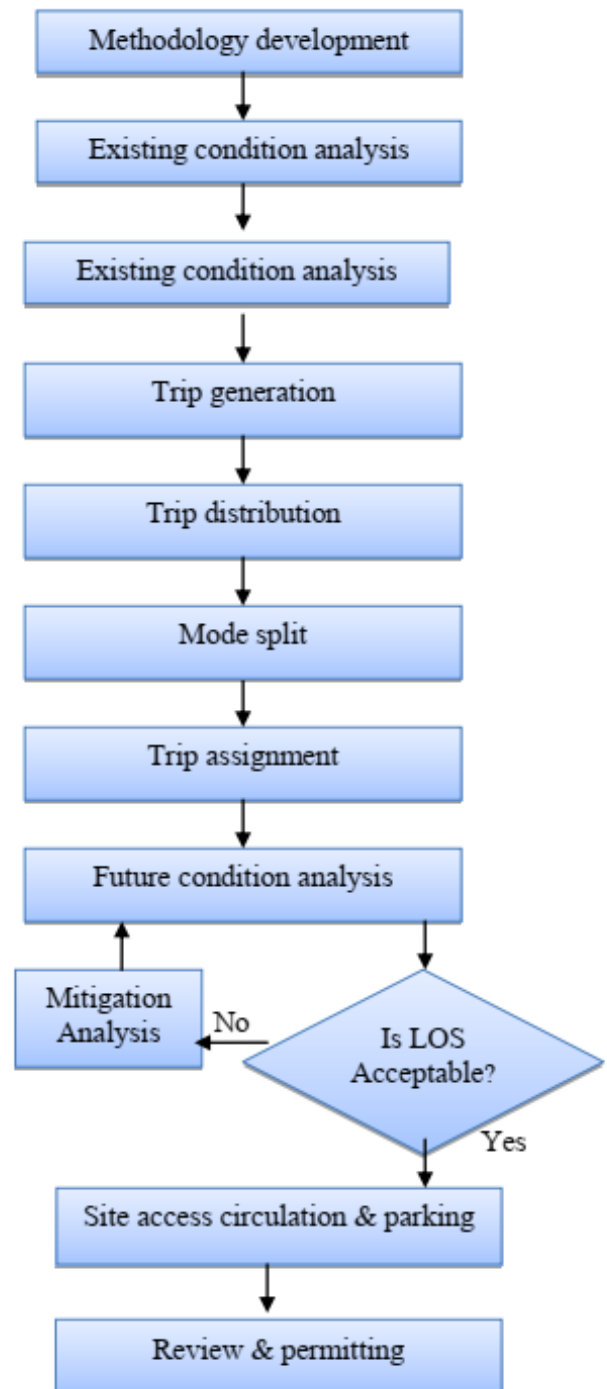 Methodology development
Existing condition analysis
Existing condition analysis
Trip generation
Trip distribution
Mode split
Trip assignment
Future condition analysis
Mitigation
Analysis
No
Is LOS
Acceptable?
Yes
Site access circulation & parking
Review & permitting